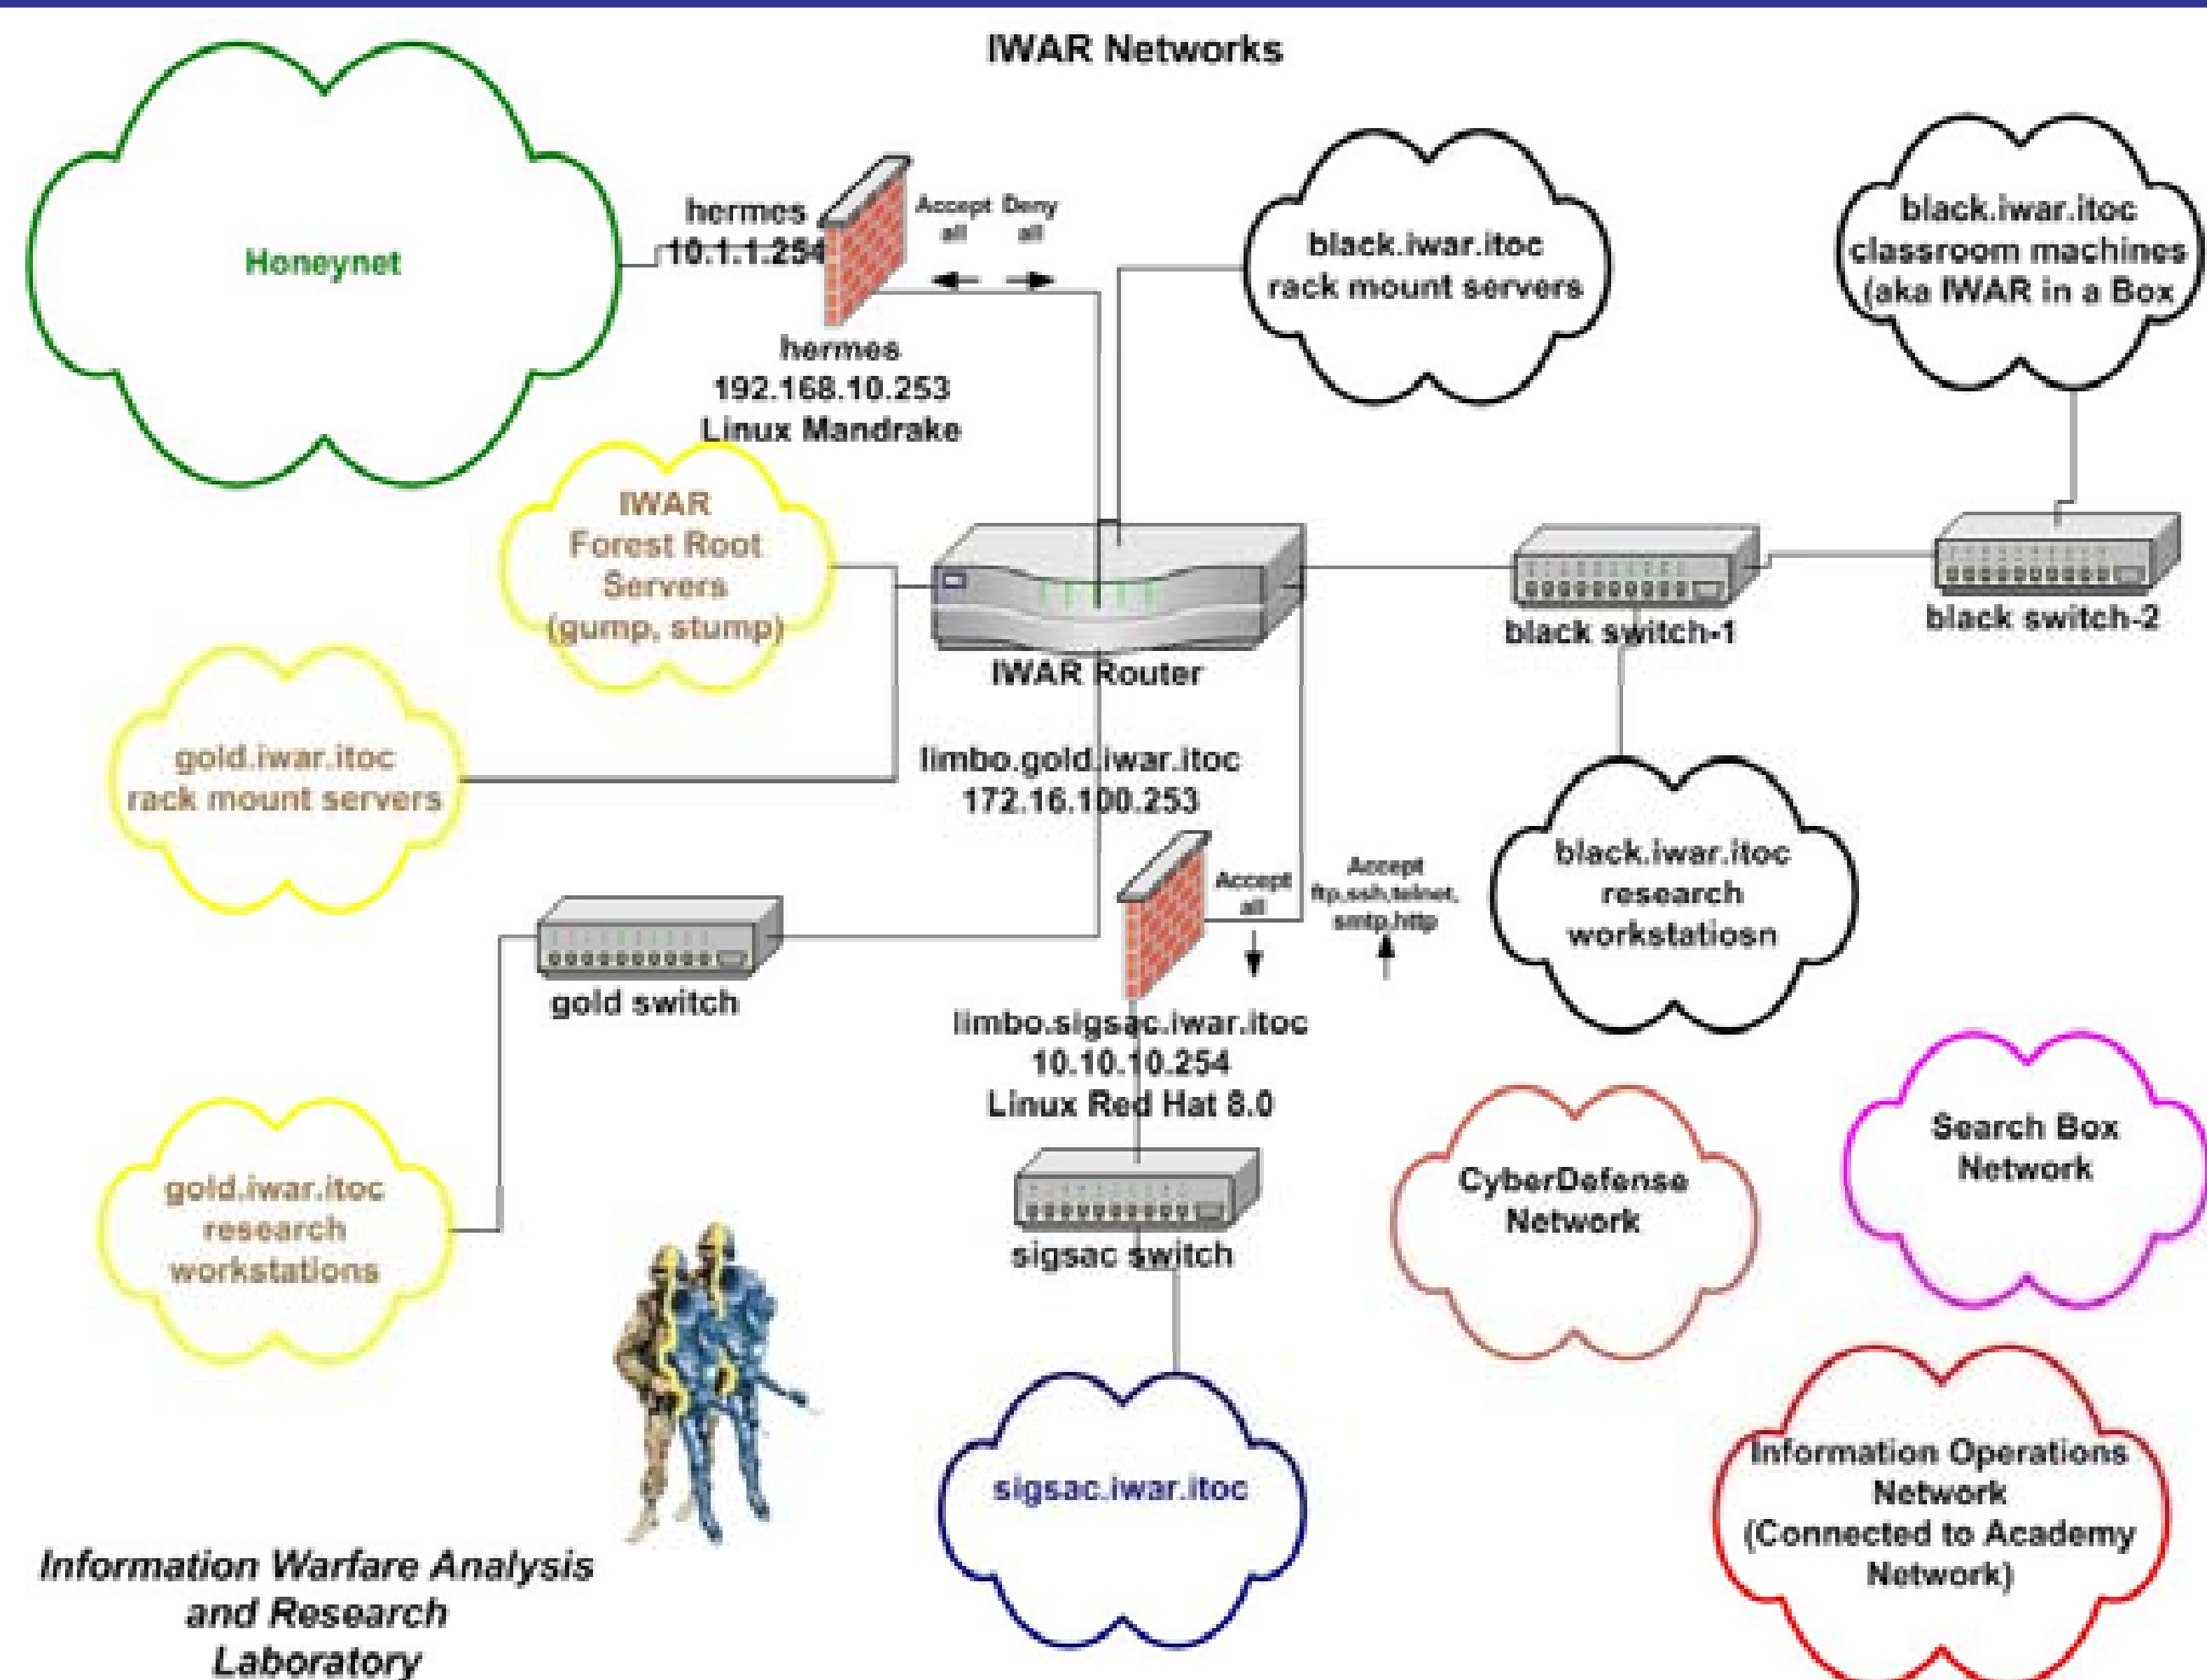 IWAR Networks
Honeynet
hermes
10.1.1.254
Accept
all
Deny
all
hermes
192.168.10.253
Linux Mandrake
black.iwar.itoc
rack mount servers
black.iwar.itoc
classroom machines
(aka IWAR in a Box
IWAR
Forest Root
Servers
(gump, stump)
IWAR Router
black switch-1
black switch-2
gold.iwar.itoc
rack mount servers
limbo.gold.iwar.itoc
172.16.100.253
Accept
all
Accept
ftp,ssh,telnet,
smtp,http
black.iwar.itoc
research
workstatiosn
gold switch
limbo.sigsac.iwar.itoc
10.10.10.254
Linux Red Hat 8.0
gold.iwar.itoc
research
workstations
sigsac switch
CyberDefense
Network
Search Box
Network
sigsac.iwar.itoc
Information Operations
Network
(Connected to Academy
Network)
Information Warfare Analysis
and Research
Laboratory